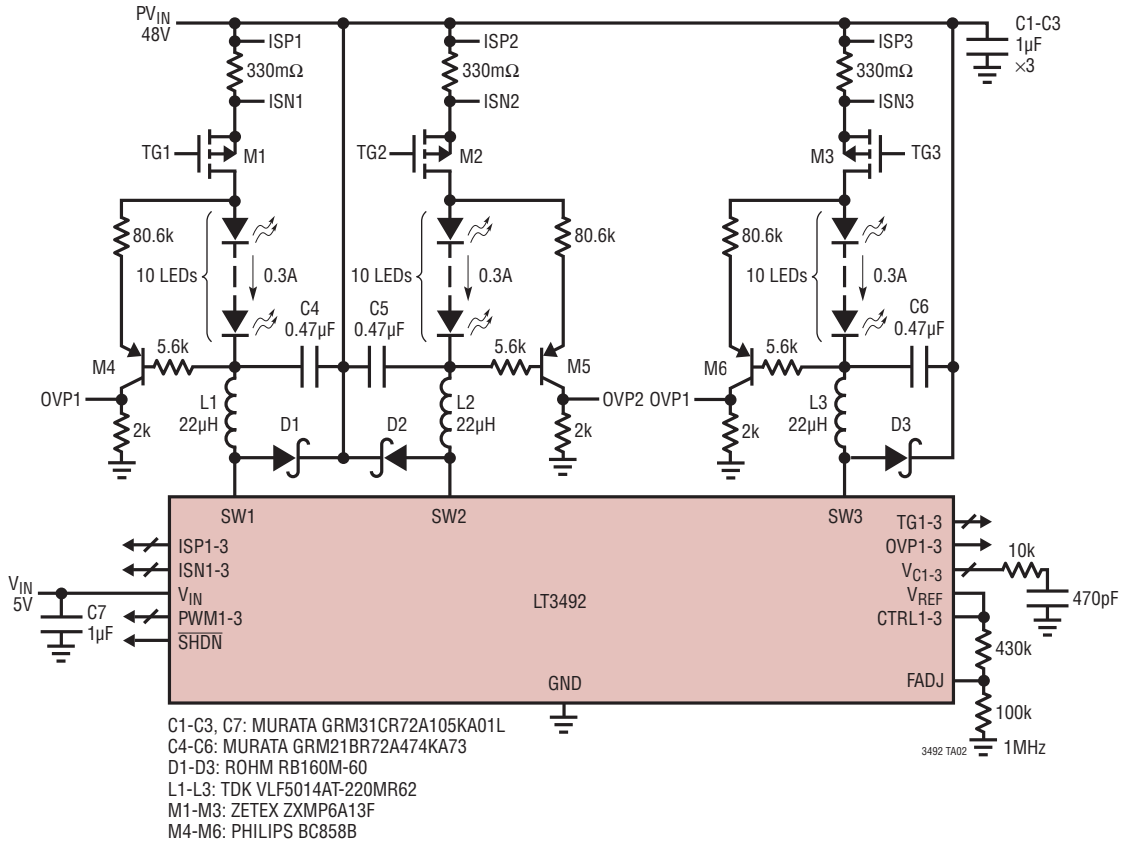 PVIN
48V
ISP1
330mΩ
ISN1
TG1
M1
80.6k
10 LEDs
0.3A
C4
0.47µF
M4
5.6k
OVP1
2k
L1
22µH
D1
ISP2
330mΩ
ISN2
TG2
M2
80.6k
10 LEDs
0.3A
C5
0.47µF
5.6k
M5
OVP2
2k
L2
22µH
D2
ISP3
330mΩ
ISN3
M3
TG3
80.6k
10 LEDs
0.3A
C6
0.47µF
M6
5.6k
OVP1
2k
L3
22µH
D3
C1-C3
1µF
×3
SW1
SW2
SW3
ISP1-3
ISN1-3
VIN
PWM1-3
SHDN
VIN
5V
C7
1µF
LT3492
GND
TG1-3
OVP1-3
VC1-3
VREF
CTRL1-3
FADJ
10k
470pF
430k
100k
1MHz
3492 TA02
C1-C3, C7: MURATA GRM31CR72A105KA01L
C4-C6: MURATA GRM21BR72A474KA73
D1-D3: ROHM RB160M-60
L1-L3: TDK VLF5014AT-220MR62
M1-M3: ZETEX ZXMP6A13F
M4-M6: PHILIPS BC858B